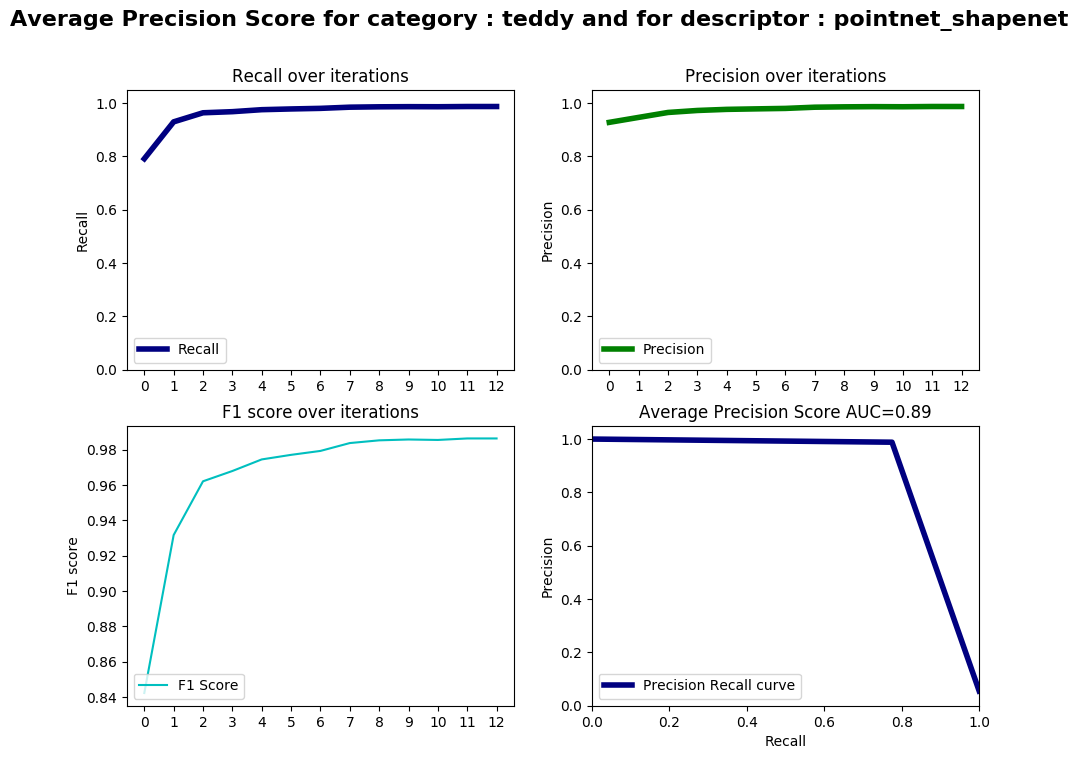 Average Precision Score for category : teddy and for descriptor : pointnet_shapenet
Recall over iterations
1.0
0.8
0.6
0.4
0.2
0.0
Recall
Recall
0 1 2 3 4 5 6 7 8 9 10 11 12
Precision over iterations
1.0
0.8
0.6
0.4
0.2
0.0
Precision
Precision
0 1 2 3 4 5 6 7 8 9 10 11 12
F1 score over iterations
0.98
0.96
0.94
0.92
0.90
0.88
0.86
0.84
F1 score
F1 Score
0 1 2 3 4 5 6 7 8 9 10 11 12
Average Precision Score AUC=0.89
1.0
0.8
0.6
0.4
0.2
0.0
Precision
Precision Recall curve
0.0 0.2 0.4 0.6 0.8 1.0
Recall